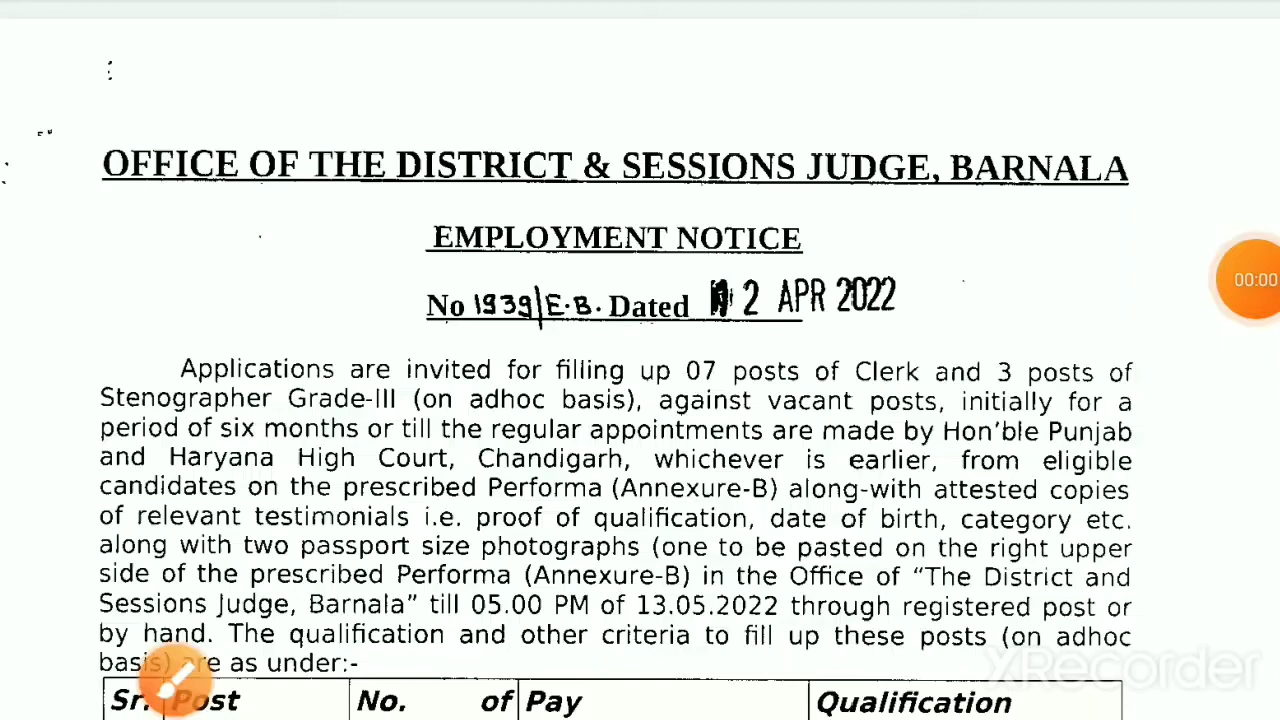 OFFICE OF THE DISTRICT & SESSIONS JUDGE, BARNALA
EMPLOYMENT NOTICE
No 1939/E.B. Dated 2 APR 2022
00:00
Applications are invited for filling up 07 posts of Clerk and 3 posts of
Stenographer Grade-III (on adhoc basis), against vacant posts, initially for a
period of six months or till the regular appointments are made by Hon'ble Punjab
and Haryana High Court, Chandigarh, whichever is earlier, from eligible
candidates on the prescribed Performa (Annexure-B) along-with attested copies
of relevant testimonials i.e. proof of qualification, date of birth, category etc.
along with two passport size photographs (one to be pasted on the right upper
side of the prescribed Performa (Annexure-B) in the Office of “The District and
Sessions Judge, Barnala” till 05.00 PM of 13.05.2022 through registered post or
by hand. The qualification and other criteria to fill up these posts (on adhoc
basis) are as under:-
XRecorder
Sr. Post No. of Pay Qualification